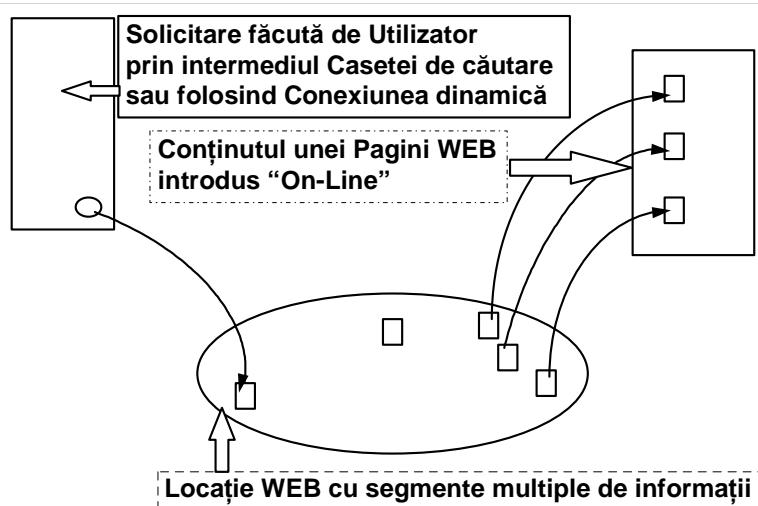 Solicitare făcută de Utilizator
prin intermediul Casetei de căutare
sau folosind Conexiunea dinamică
Conținutul unei Pagini WEB
introdus “On-Line”
Locație WEB cu segmente multiple de informații